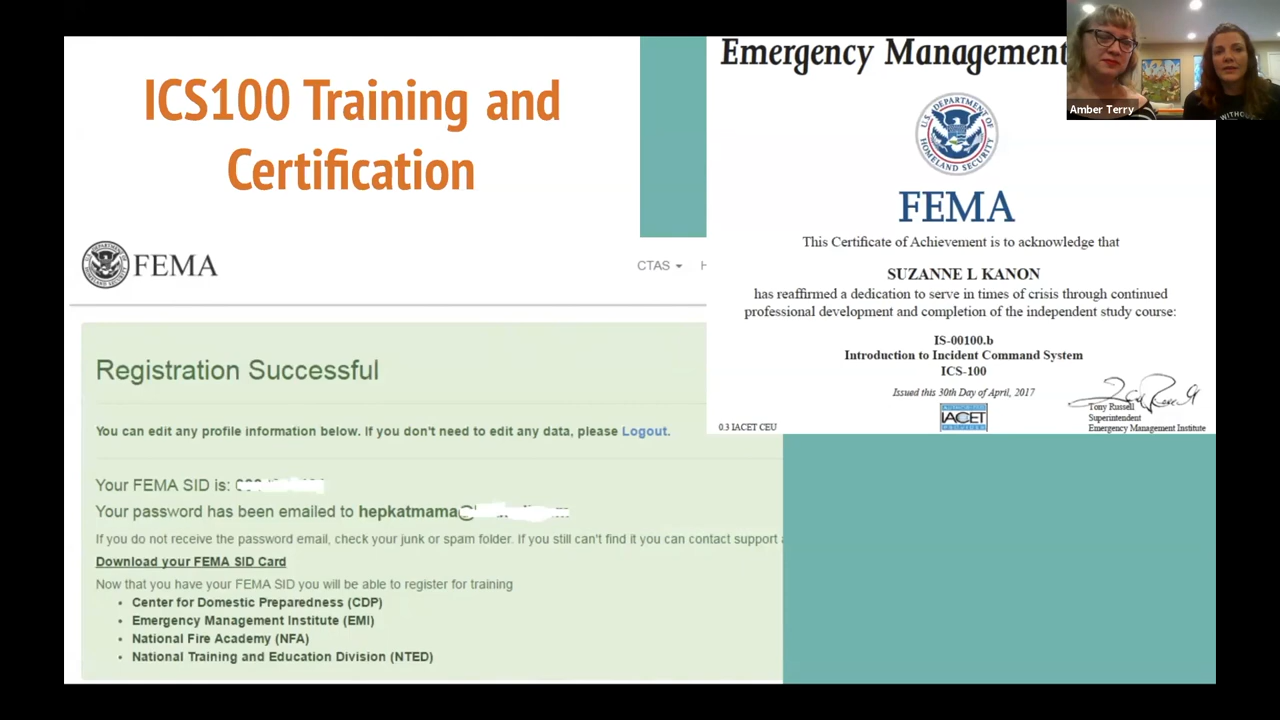 ICS100 Training and
Certification
FEMA
CTAS
Registration Successful
You can edit any profile information below. If you don't need to edit any data, please Logout.
Your FEMA SID is:
Your password has been emailed to hepkatmama@
If you do not receive the password email, check your junk or spam folder. If you still can't find it you can contact support
Download your FEMA SID Card
Now that you have your FEMA SID you will be able to register for training
• Center for Domestic Preparedness (CDP)
• Emergency Management Institute (EMI)
• National Fire Academy (NFA)
• National Training and Education Division (NTED)
Emergency Management
U.S. DEPARTMENT OF
HOMELAND SECURITY
FEMA
This Certificate of Achievement is to acknowledge that
SUZANNE L KANON
has reaffirmed a dedication to serve in times of crisis through continued
professional development and completion of the independent study course:
IS-00100.b
Introduction to Incident Command System
ICS-100
Issued this 30th Day of April, 2017
Tony Russell
Superintendent
Emergency Management Institute
IACET
0.3 IACET CEU
Amber Terry
WITHOU